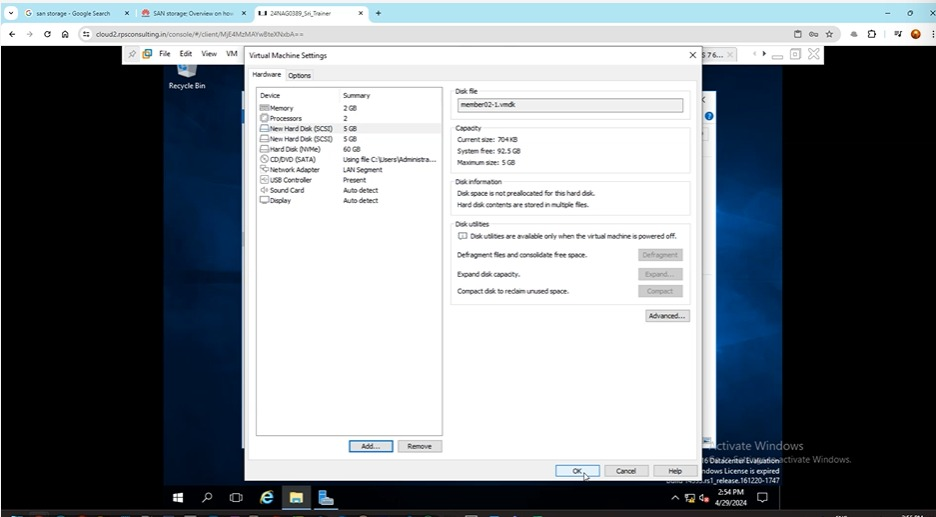 san storage - Google Search
SAN storage: Overview on how
24NAG0389_Sri_Trainer
cloud2.rpsconsulting.in/console/#/client/
File Edit View VM
Recycle Bin
Virtual Machine Settings
Hardware Options
Device Summary
Memory 2 GB
Processors 2
New Hard Disk (SCSI) 5 GB
New Hard Disk (SCSI) 5 GB
Hard Disk (NVMe) 60 GB
CD/DVD (SATA) Using file C:\Users\Administra...
Network Adapter LAN Segment
USB Controller Present
Sound Card Auto detect
Display Auto detect
Add... Remove
Disk file
member02-1.vmdk
Capacity
Current size: 704 KB
System free: 92.5 GB
Maximum size: 5 GB
Disk information
Disk space is not preallocated for this hard disk.
Hard disk contents are stored in multiple files.
Disk utilities
Disk utilities are available only when the virtual machine is powered off.
Defragment files and consolidate free space. Defragment
Expand disk capacity. Expand...
Compact disk to reclaim unused space. Compact
Advanced...
OK Cancel Help
Activate Windows
16 Datacenter Evaluation
activate Windows.
ndows License is expired
rs1_release.161220-1747
2:54 PM
4/29/2024